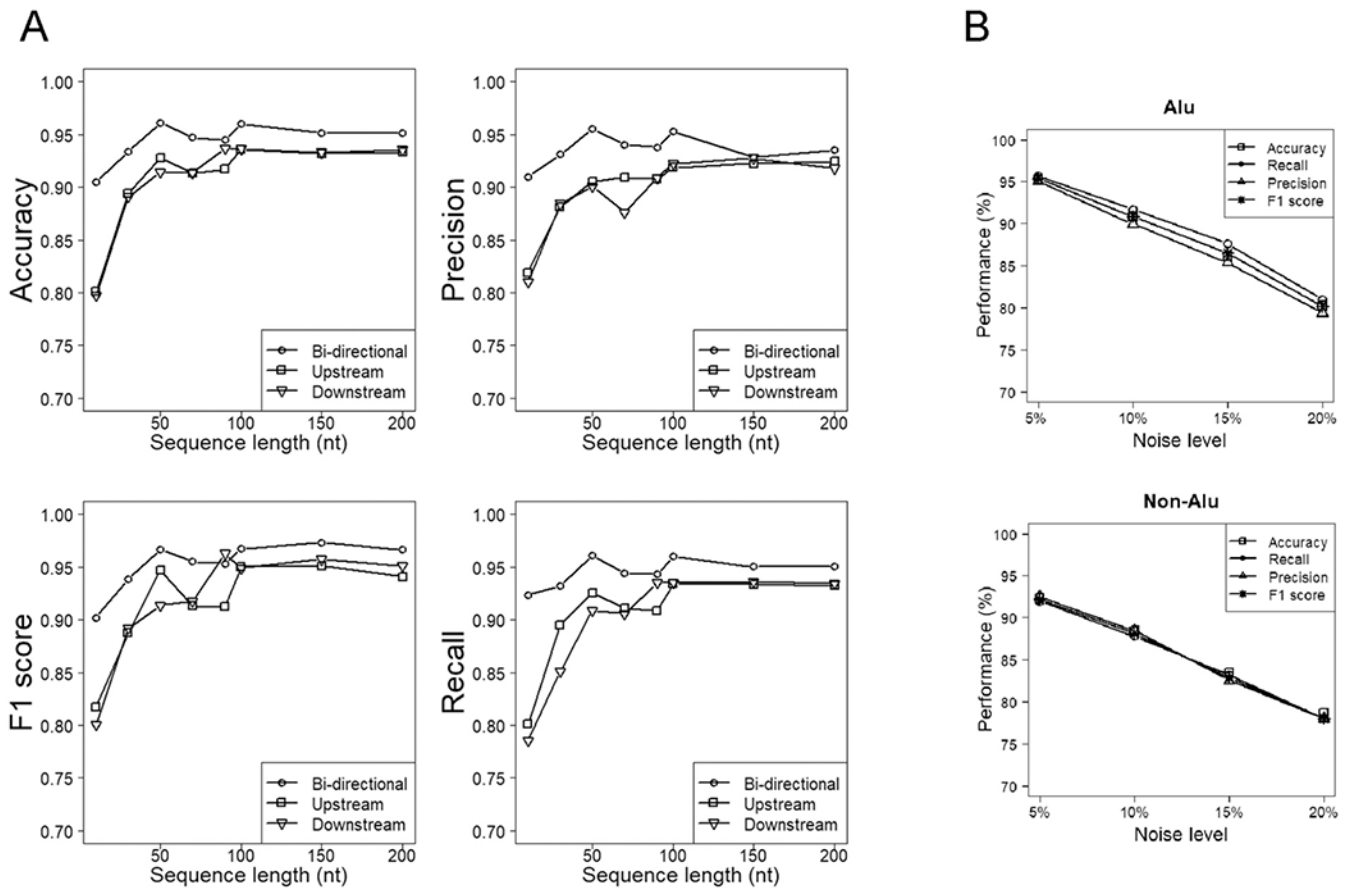 A
Accuracy
1.00
0.95
0.90
0.85
0.80
0.75
0.70
Bi-directional
Upstream
Downstream
50 100 150 200
Sequence length (nt)
Precision
1.00
0.95
0.90
0.85
0.80
0.75
0.70
Bi-directional
Upstream
Downstream
50 100 150 200
Sequence length (nt)
F1 score
1.00
0.95
0.90
0.85
0.80
0.75
0.70
Bi-directional
Upstream
Downstream
50 100 150 200
Sequence length (nt)
Recall
1.00
0.95
0.90
0.85
0.80
0.75
0.70
Bi-directional
Upstream
Downstream
50 100 150 200
Sequence length (nt)
B
Alu
Performance (%)
100
95
90
85
80
75
70
Accuracy
Recall
Precision
F1 score
5% 10% 15% 20%
Noise level
Non-Alu
Performance (%)
100
95
90
85
80
75
70
Accuracy
Recall
Precision
F1 score
5% 10% 15% 20%
Noise level